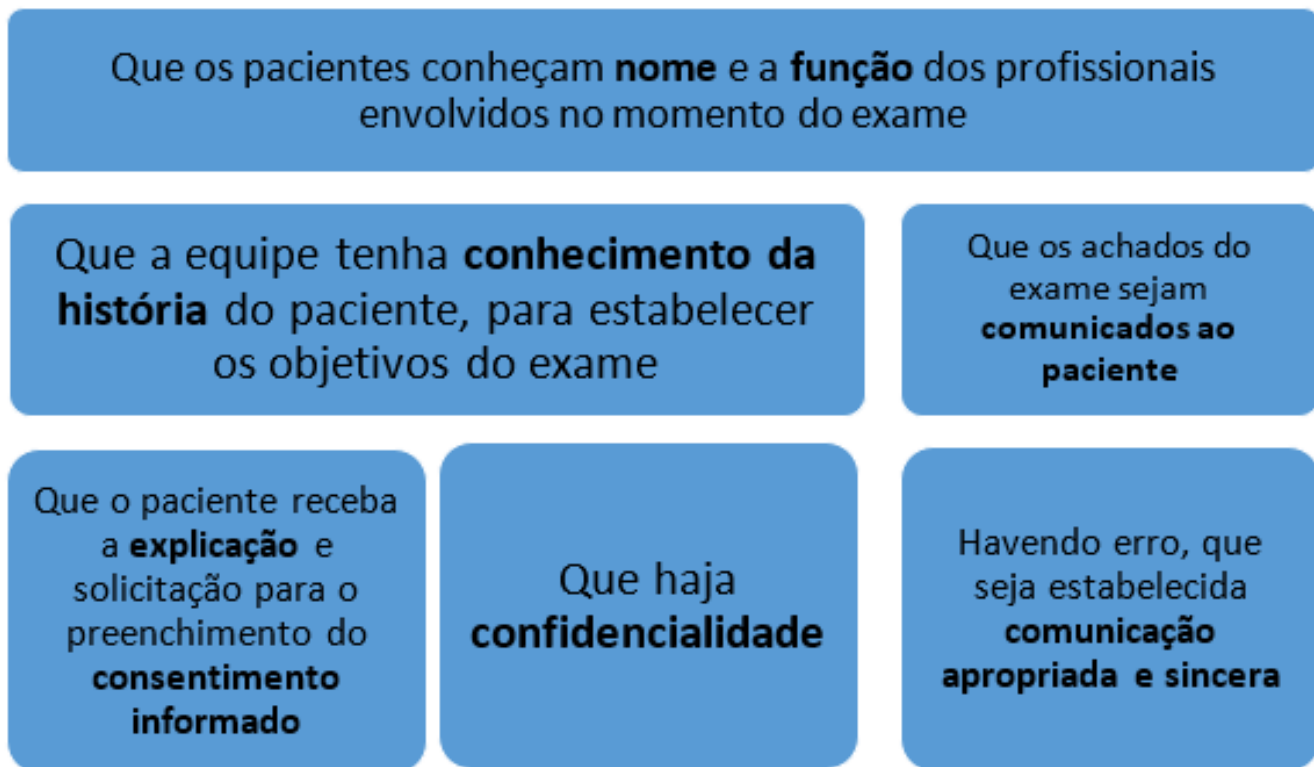 Que os pacientes conheçam nome e a função dos profissionais
envolvidos no momento do exame
Que a equipe tenha conhecimento da
história do paciente, para estabelecer
os objetivos do exame
Que os achados do
exame sejam
comunicados ao
paciente
Que o paciente receba
a explicação e
solicitação para o
preenchimento do
consentimento
informado
Que haja
confidencialidade
Havendo erro, que
seja estabelecida
comunicação
apropriada e sincera